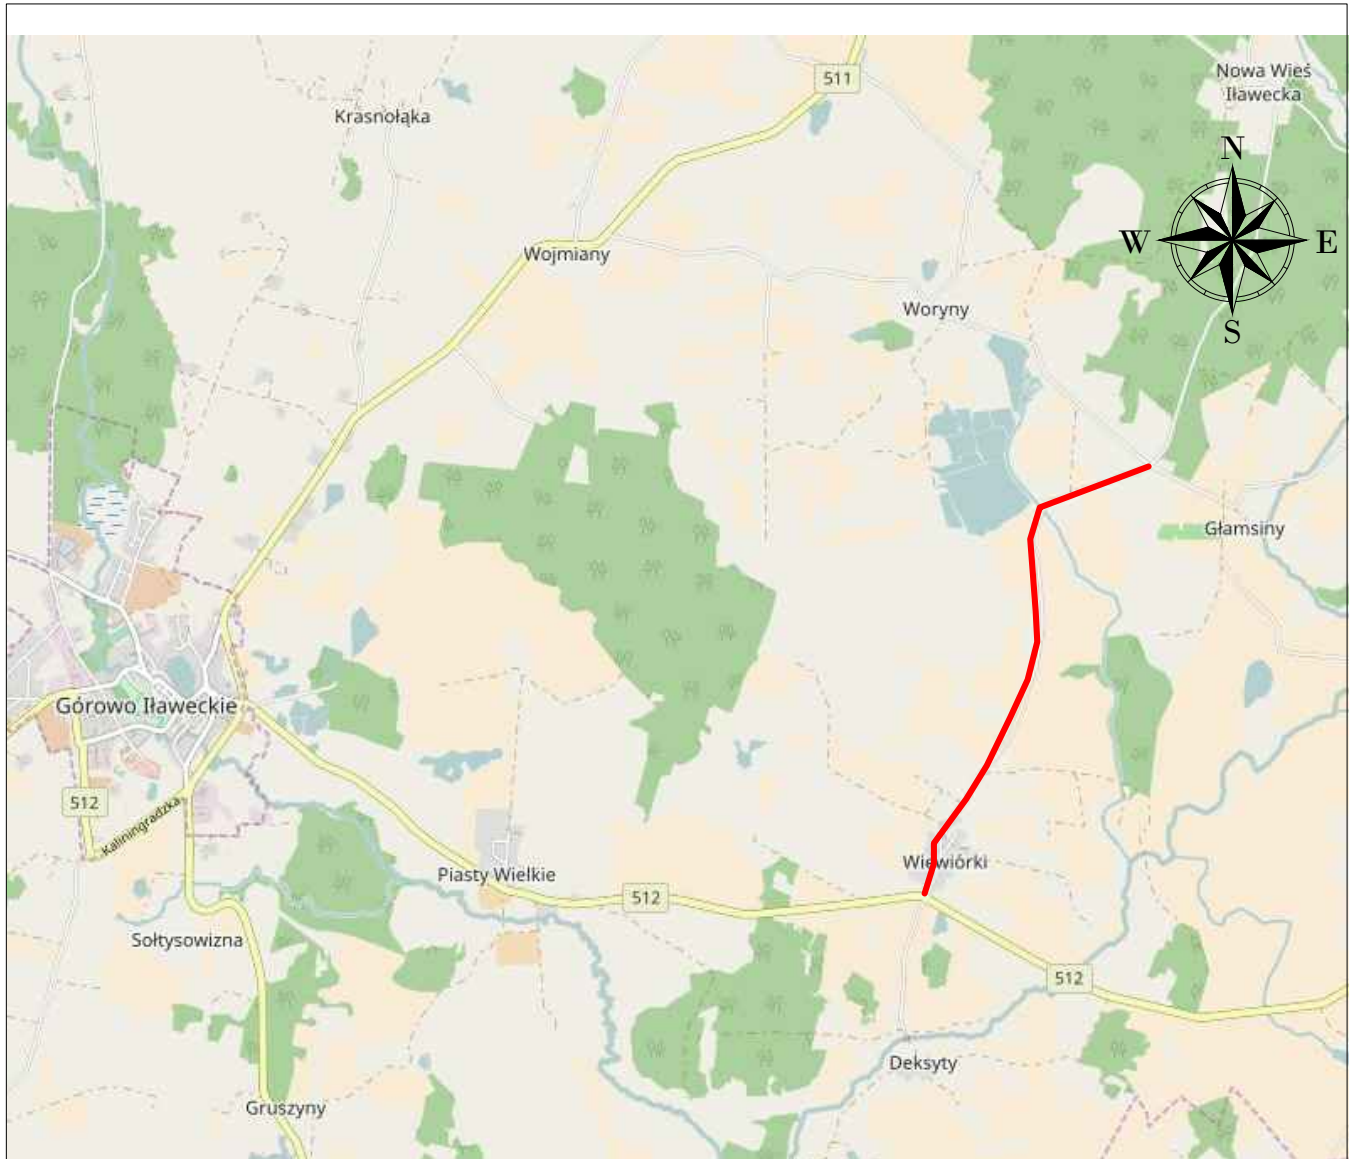 511
Nowa Wieś
Iławecka
Krasnołąka
N
W
E
S
Wojmiany
Woryny
Głamsiny
Górowo Iławeckie
512
Kaliningradzka
Wiewiórki
Piasty Wielkie
512
Sołtysowizna
512
Deksyty
Gruszyny